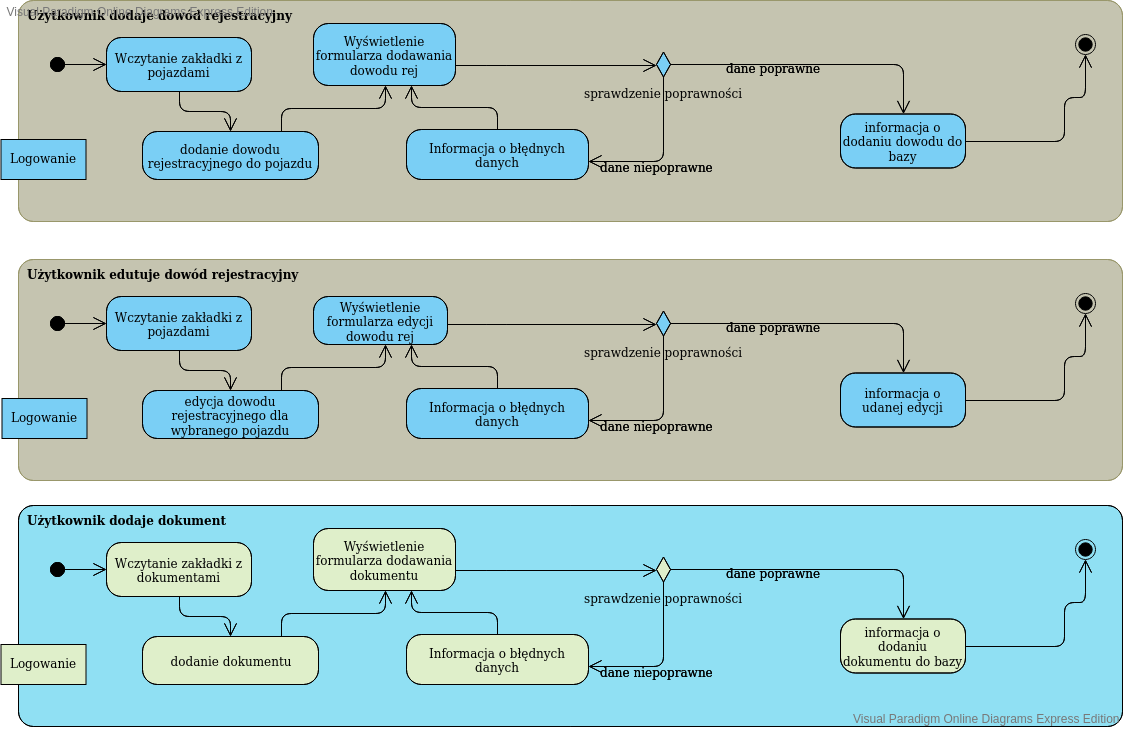 Visual Paradigm Online Diagrams Express Edition
Użytkownik dodaje dowód rejestracyjny
Wczytanie zakładki z
pojazdami
Wyświetlenie
formularza dodawania
dowodu rej
dane poprawne
sprawdzenie poprawności
informacja o
dodaniu dowodu do
bazy
Logowanie
dodanie dowodu
rejestracyjnego do pojazdu
Informacja o błędnych
danych
dane niepoprawne
Użytkownik edutuje dowód rejestracyjny
Wczytanie zakładki z
pojazdami
Wyświetlenie
formularza edycji
dowodu rej
dane poprawne
sprawdzenie poprawności
informacja o
udanej edycji
Logowanie
edycja dowodu
rejestracyjnego dla
wybranego pojazdu
Informacja o błędnych
danych
dane niepoprawne
Użytkownik dodaje dokument
Wczytanie zakładki z
dokumentami
Wyświetlenie
formularza dodawania
dokumentu
dane poprawne
sprawdzenie poprawności
informacja o
dodaniu
dokumentu do bazy
Logowanie
dodanie dokumentu
Informacja o błędnych
danych
dane niepoprawne
Visual Paradigm Online Diagrams Express Edition